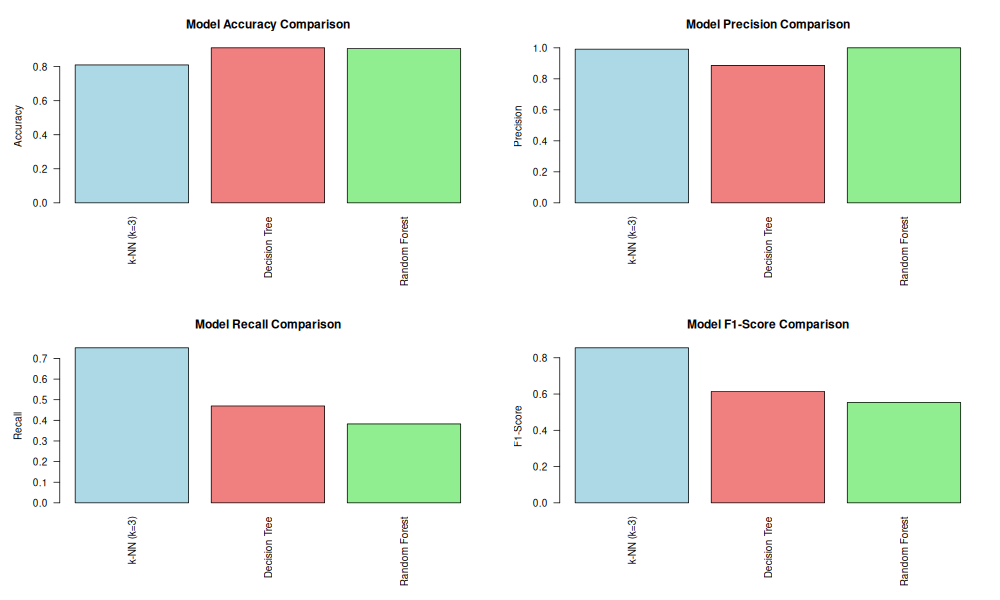 Model Accuracy Comparison
Accuracy
0.8
0.6
0.4
0.2
0.0
k-NN (k=3)
Decision Tree
Random Forest
Model Precision Comparison
Precision
1.0
0.8
0.6
0.4
0.2
0.0
k-NN (k=3)
Decision Tree
Random Forest
Model Recall Comparison
Recall
0.7
0.6
0.5
0.4
0.3
0.2
0.1
0.0
k-NN (k=3)
Decision Tree
Random Forest
Model F1-Score Comparison
F1-Score
0.8
0.6
0.4
0.2
0.0
k-NN (k=3)
Decision Tree
Random Forest